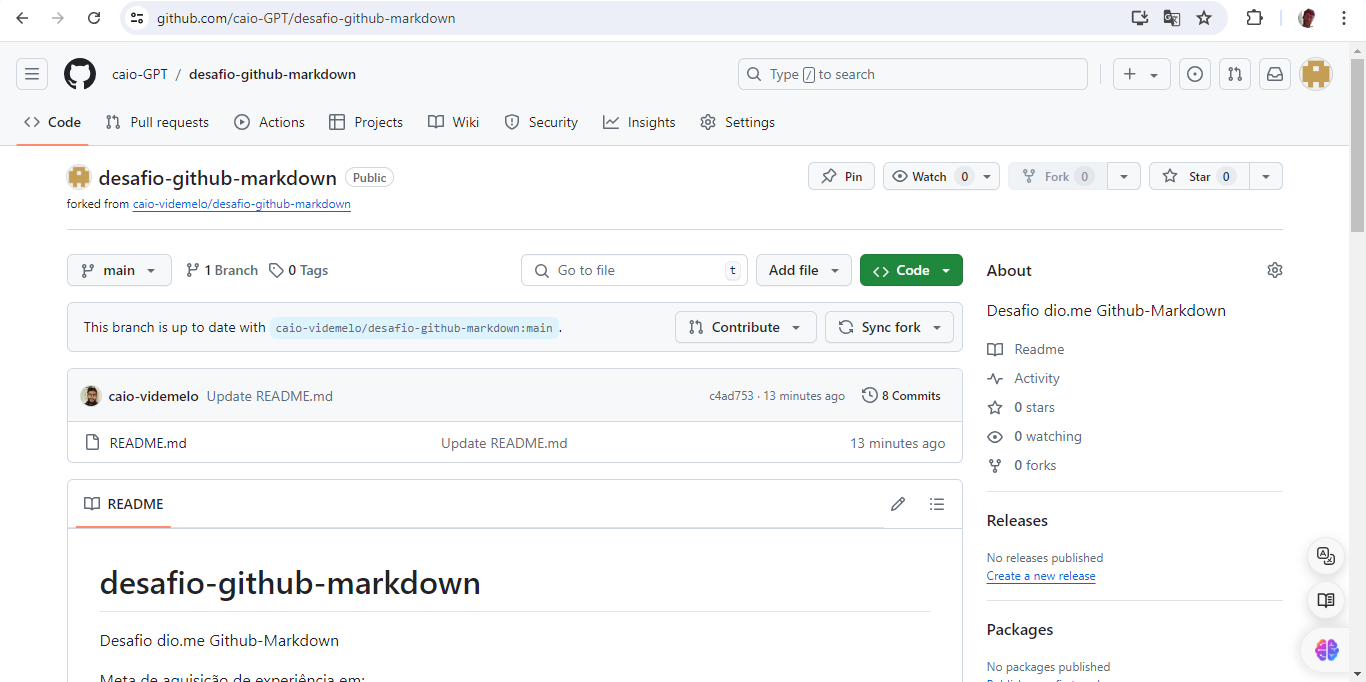 github.com/caio-GPT/desafio-github-markdown
caio-GPT / desafio-github-markdown
Type / to search
Code Pull requests Actions Projects Wiki Security Insights Settings
desafio-github-markdown Public
Pin Watch 0 Fork 0 Star 0
forked from caio-videmelo/desafio-github-markdown
main 1 Branch 0 Tags Go to file t Add file Code
This branch is up to date with caio-videmelo/desafio-github-markdown:main .
Contribute Sync fork
caio-videmelo Update README.md c4ad753 · 13 minutes ago 8 Commits
README.md Update README.md 13 minutes ago
README
desafio-github-markdown
Desafio dio.me Github-Markdown
Meta de aquisição de experiência em:
About
Desafio dio.me Github-Markdown
Readme
Activity
0 stars
0 watching
0 forks
Releases
No releases published
Create a new release
Packages
No packages published